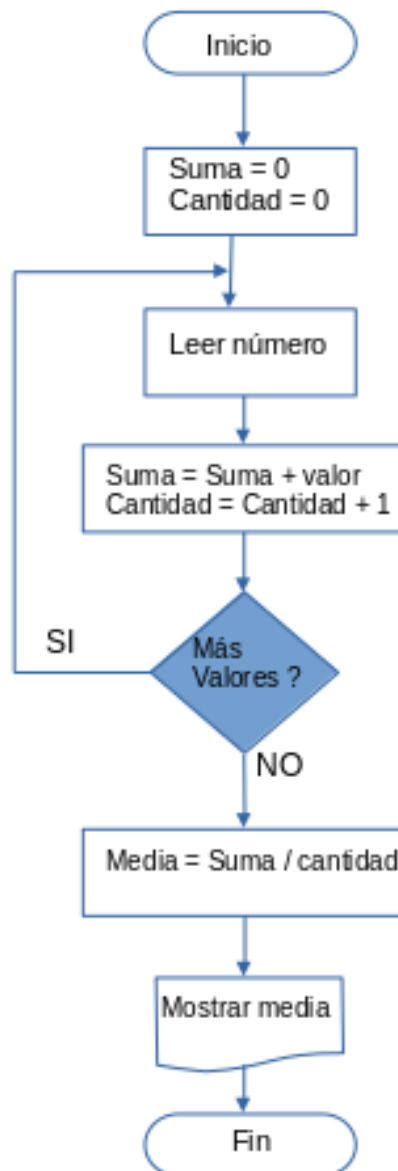 Inicio
Suma = 0
Cantidad = 0
Leer número
Suma = Suma + valor
Cantidad = Cantidad + 1
SI
Más
Valores ?
NO
Media = Suma / cantidad
Mostrar media
Fin